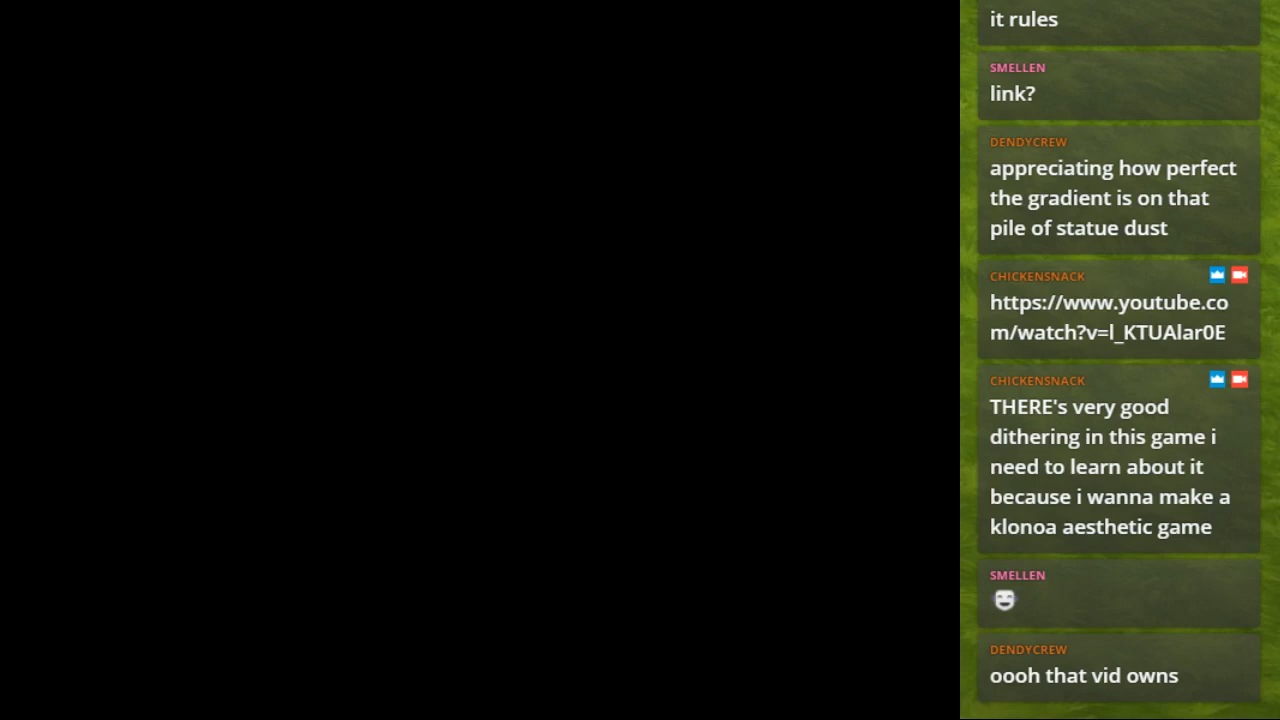 it rules
SMELLEN
link?
DENDYCREW
appreciating how perfect
the gradient is on that
pile of statue dust
CHICKENSNACK
https://www.youtube.co
m/watch?v=l_KTUAlar0E
CHICKENSNACK
THERE's very good
dithering in this game i
need to learn about it
because i wanna make a
klonoa aesthetic game
SMELLEN
DENDYCREW
oooh that vid owns